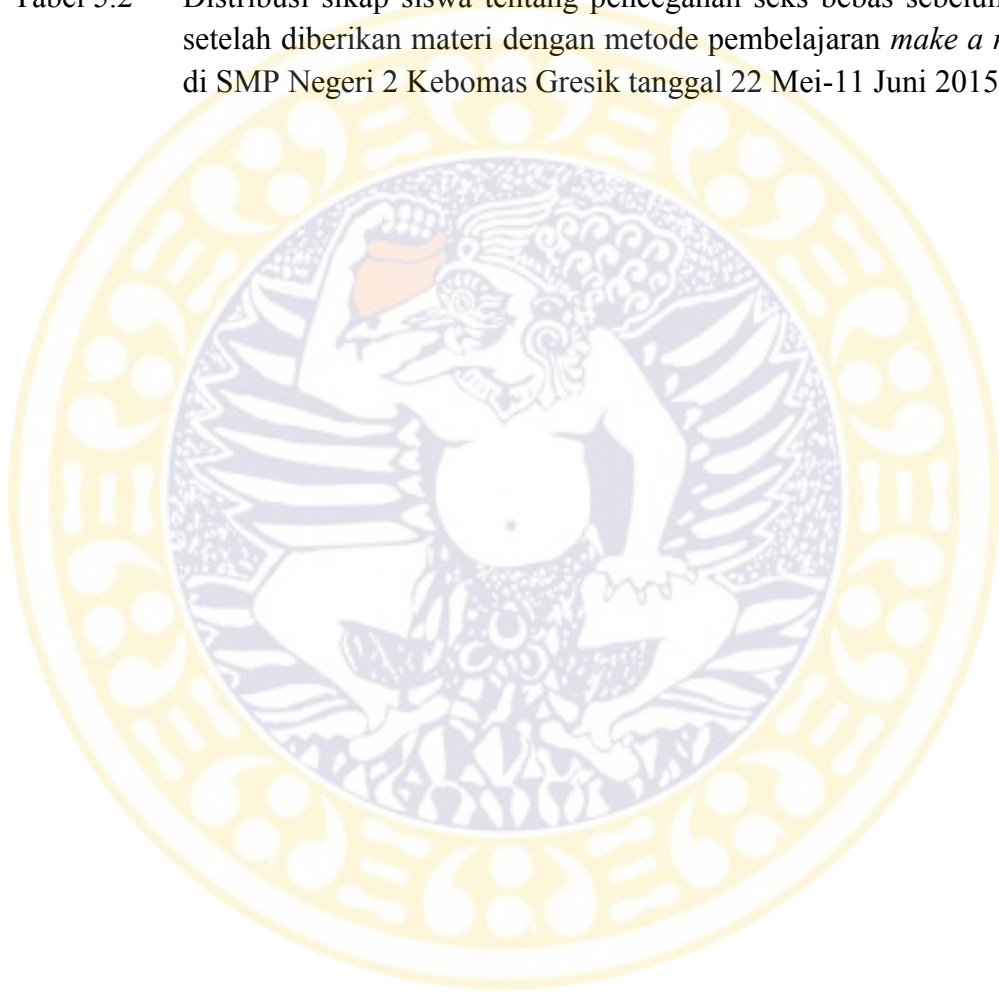 Tabel 5.2 Distribusi sikap siswa tentang pencegahan seks bebas
setelah diberikan materi dengan metode pembelajaran make a
di SMP Negeri 2 Kebomas Gresik tanggal 22 Mei-11 Juni 2015